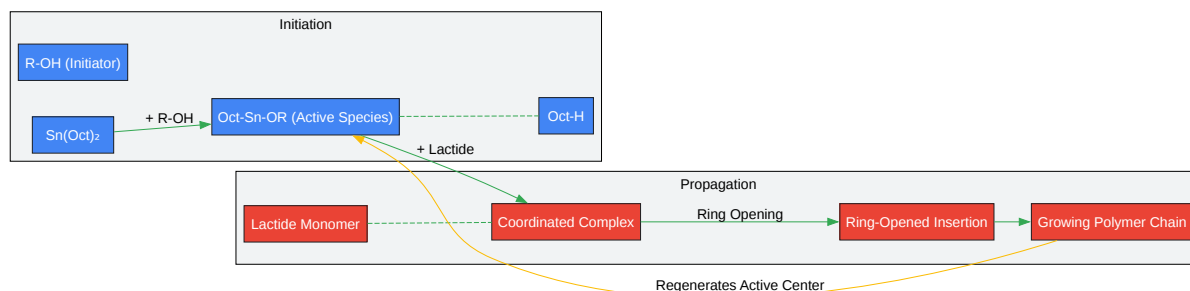 Initiation
R-OH (Initiator)
Sn(Oct)₂
+ R-OH
Oct-Sn-OR (Active Species)
Oct-H
+ Lactide
Propagation
Lactide Monomer
Coordinated Complex
Ring Opening
Ring-Opened Insertion
Growing Polymer Chain
Regenerates Active Center